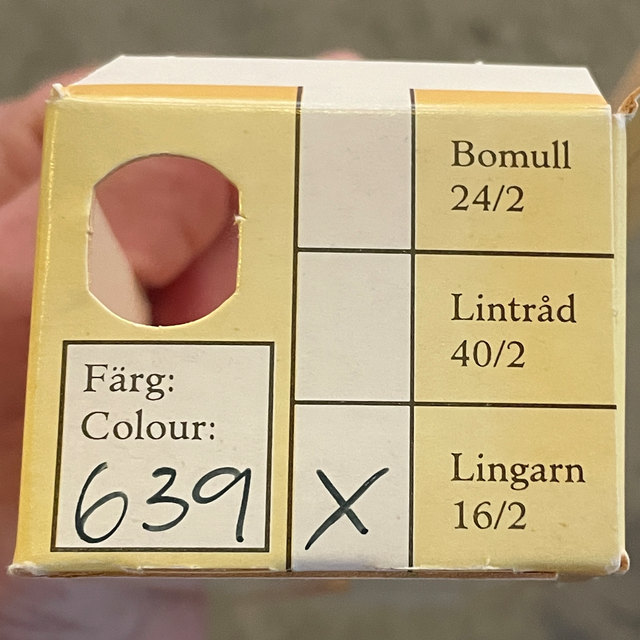 Bomull
24/2
Lintråd
40/2
Färg:
Colour:
639
X
Lingarn
16/2